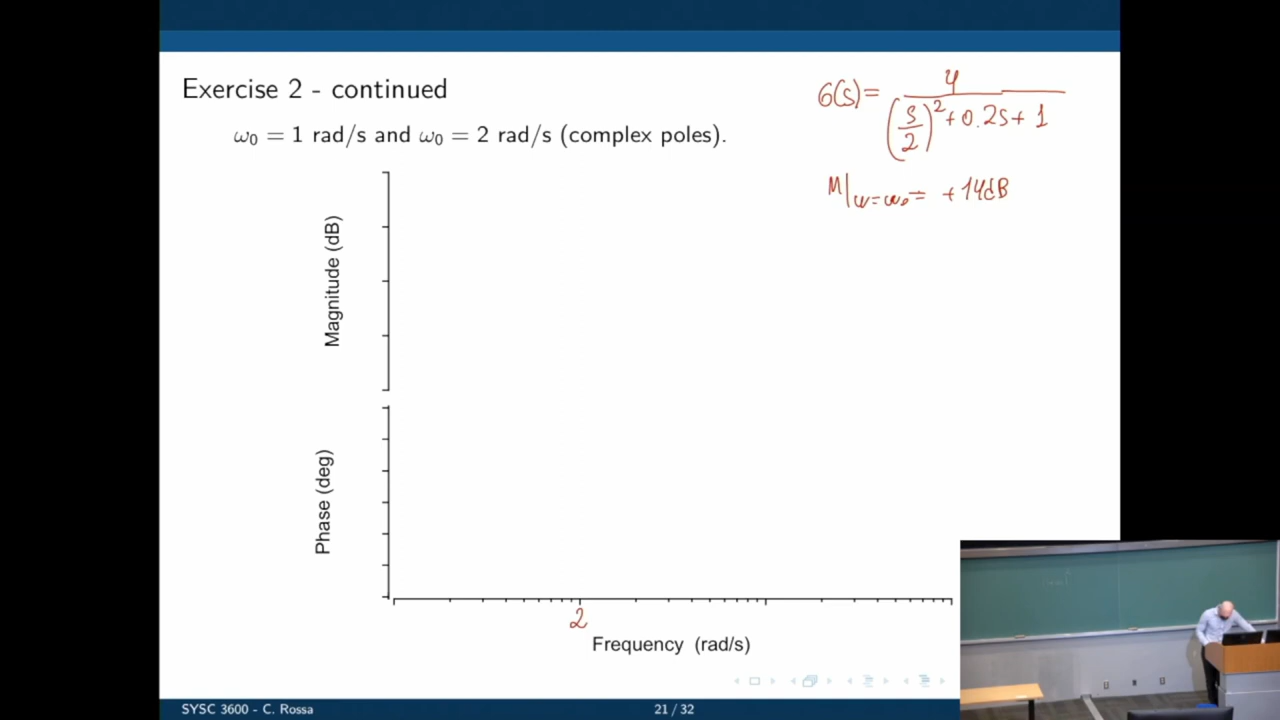 Exercise 2 - continued
ω₀ = 1 rad/s and ω₀ = 2 rad/s (complex poles).
G(s) = 4 / ((s/2)² + 0.2s + 1)
M|ω=ω₀ = +14dB
Magnitude (dB)
Phase (deg)
2
Frequency (rad/s)
SYSC 3600 - C. Rossa
21 / 32